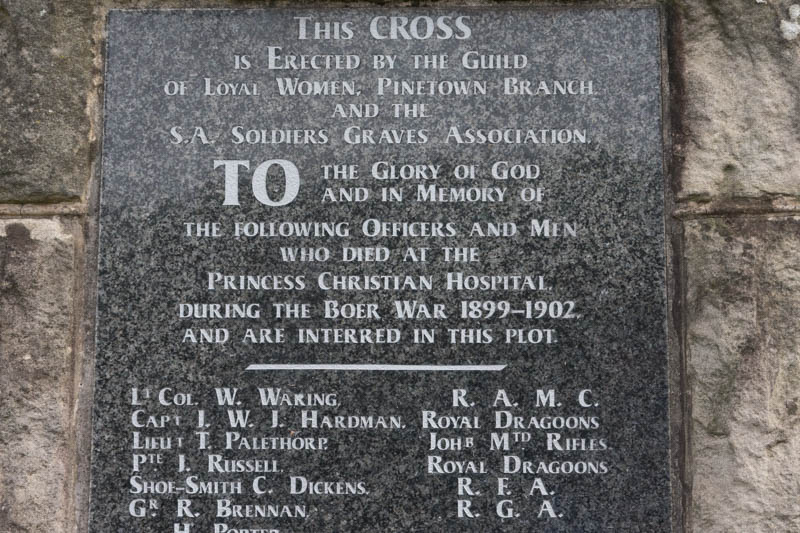 THIS CROSS
IS ERECTED BY THE GUILD
OF LOYAL WOMEN, PINETOWN BRANCH
AND THE
S.A. SOLDIERS GRAVES ASSOCIATION.
TO THE GLORY OF GOD
AND IN MEMORY OF
THE FOLLOWING OFFICERS AND MEN
WHO DIED AT THE
PRINCESS CHRISTIAN HOSPITAL,
DURING THE BOER WAR 1899–1902,
AND ARE INTERRED IN THIS PLOT.
LT COL. W. WARING, R. A. M. C.
CAPT J. W. J. HARDMAN, ROYAL DRAGOONS
LIEUT T. PALETHORP, JOHB MTD RIFLES
PTE J. RUSSELL, ROYAL DRAGOONS
SHOE-SMITH C. DICKENS, R. F. A.
GR. R. BRENNAN, R. G. A.
H. PORTER